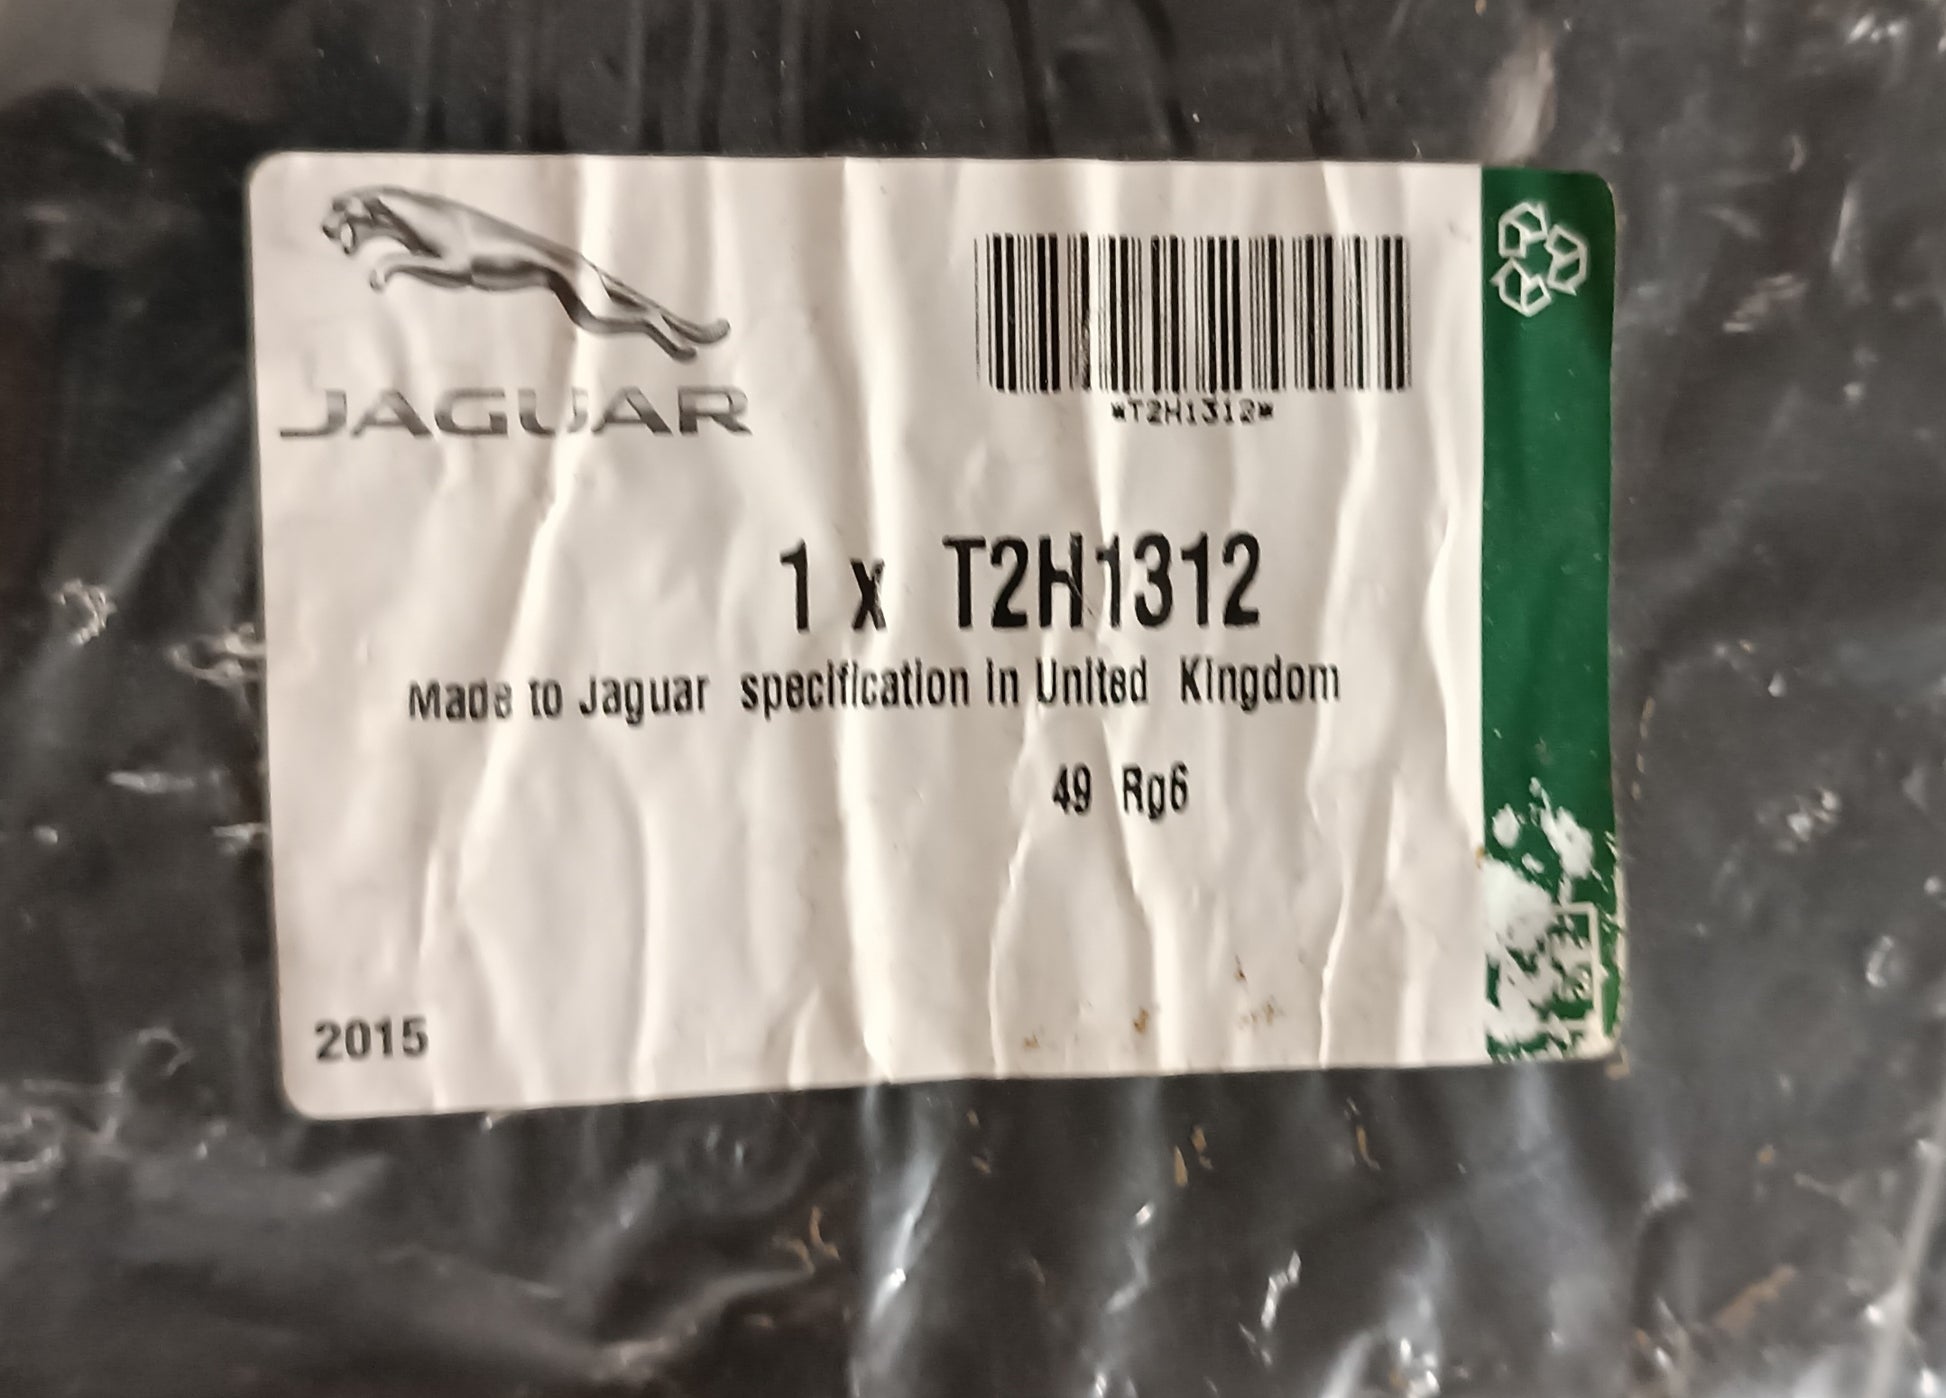 JAGUAR
*T2H1312*
1 x T2H1312
Made to Jaguar specification in United Kingdom
49 Rg6
2015